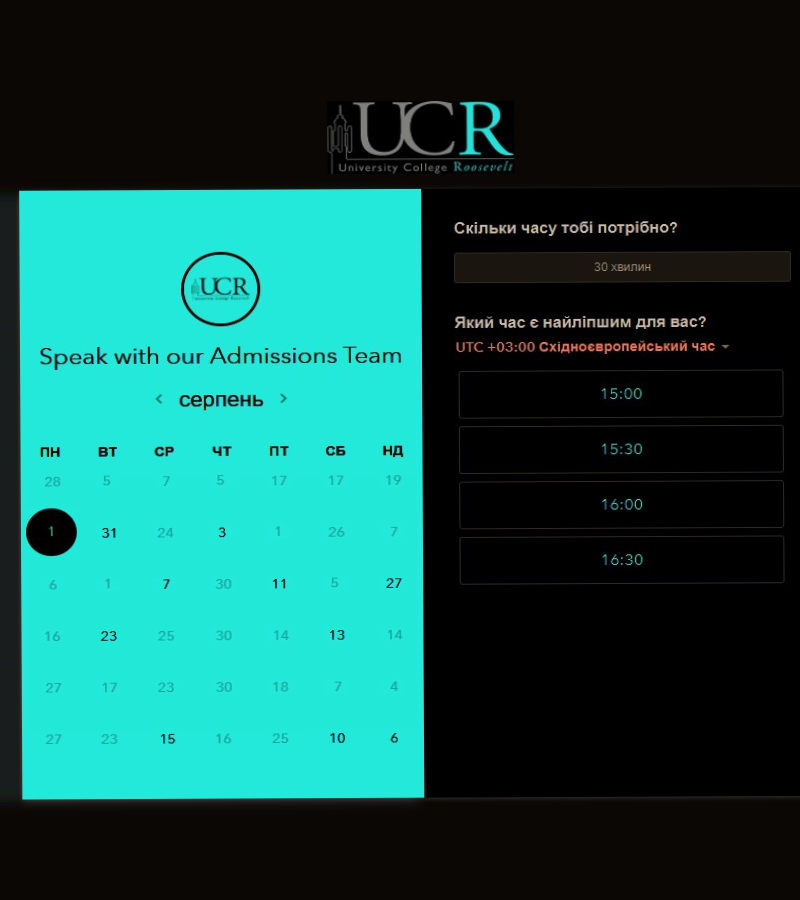 UCR
University College Roosevelt
UCR
University College Roosevelt
Speak with our Admissions Team
серпень
ПН ВТ СР ЧТ ПТ СБ НД
28 5 7 5 17 17 19
1 31 24 3 1 26 7
6 1 7 30 11 5 27
16 23 25 30 14 13 14
27 17 23 30 18 7 4
27 23 15 16 25 10 6
Скільки часу тобі потрібно?
30 хвилин
Який час є найліпшим для вас?
UTC +03:00 Східноєвропейський час
15:00
15:30
16:00
16:30